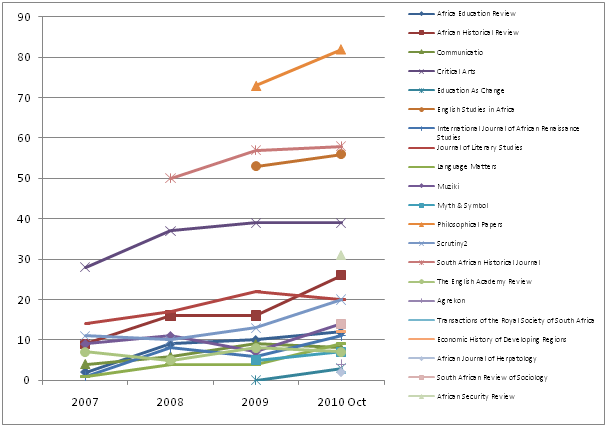 90
80
70
60
50
40
30
20
10
0
2007 2008 2009 2010 Oct
Africa Education Review
African Historical Review
Communicatio
Critical Arts
Education As Change
English Studies in Africa
International Journal of African Renaissance
Studies
Journal of Literary Studies
Language Matters
Muziki
Myth & Symbol
Philosophical Papers
Scrutiny2
South African Historical Journal
The English Academy Review
Agrekon
Transactions of the Royal Society of South Africa
Economic History of Developing Regions
African Journal of Herpatology
South African Review of Sociology
African Security Review